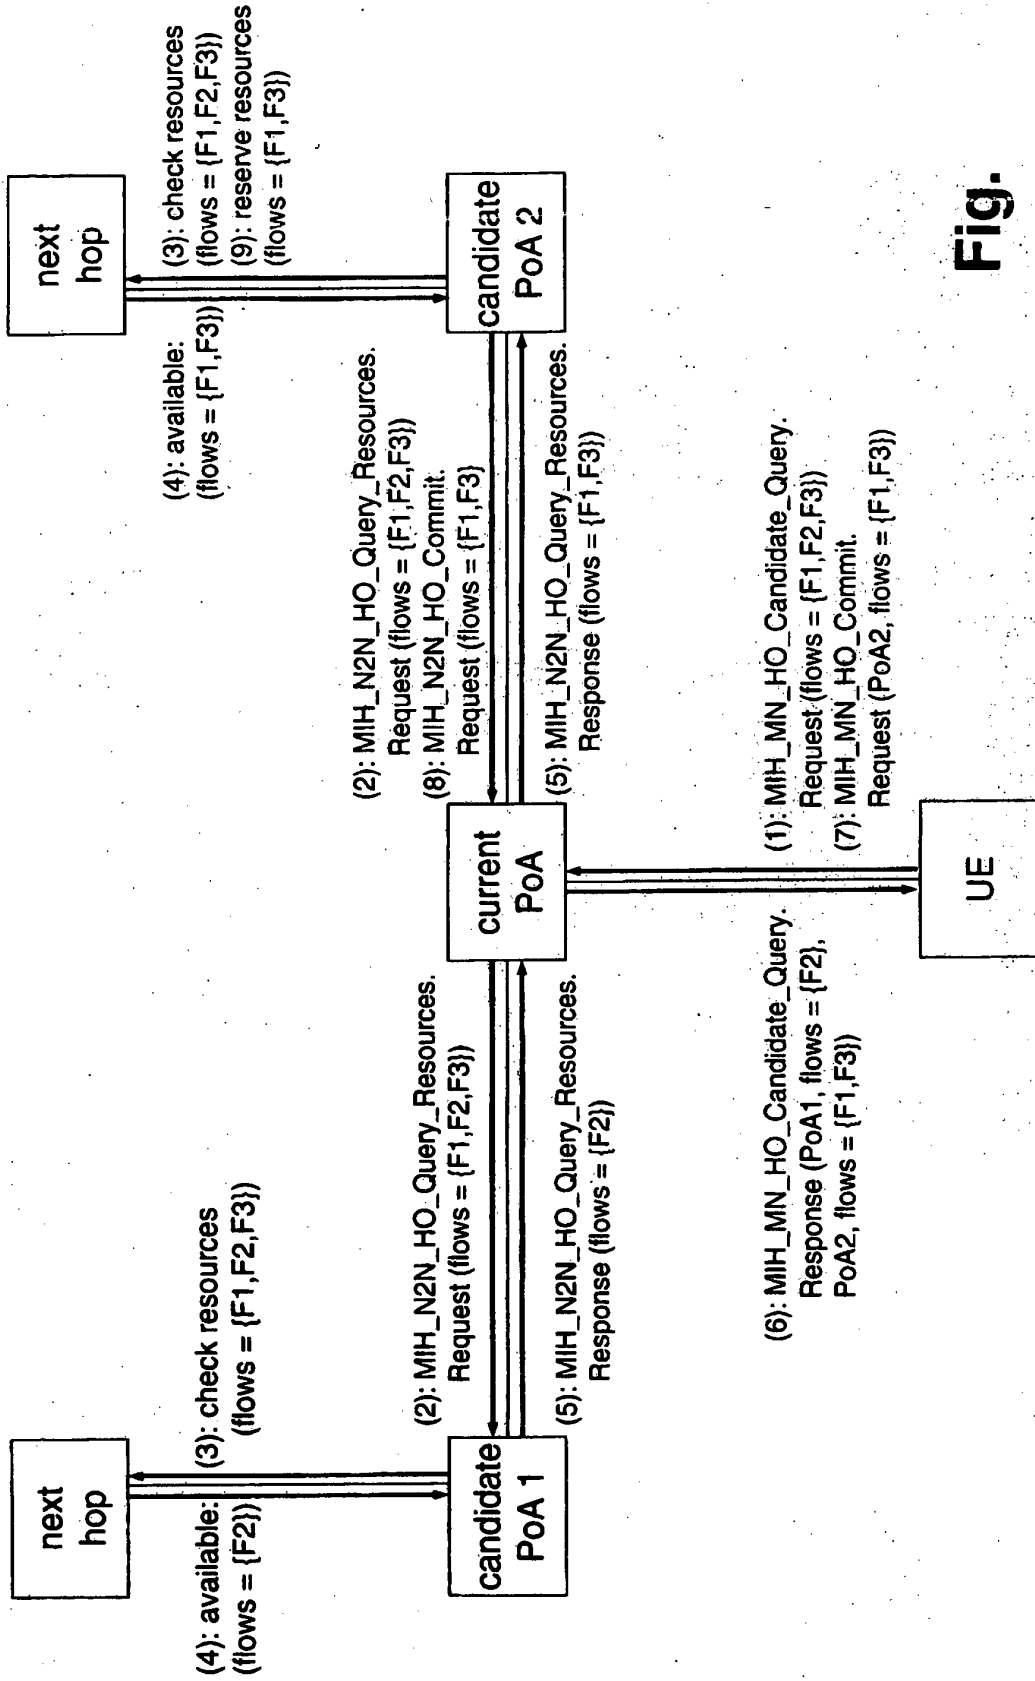 next
hop
(4): available:
(flows = {F2})
(3): check resources
(flows = {F1,F2,F3})
candidate
PoA 1
(2): MIH_N2N_HO_Query_Resources.
Request (flows = {F1,F2,F3})
(5): MIH_N2N_HO_Query_Resources.
Response (flows = {F2})
current
PoA
(6): MIH_MN_HO_Candidate_Query.
Response (PoA1, flows = {F2},
PoA2, flows = {F1,F3})
(1): MIH_MN_HO_Candidate_Query.
Request (flows = {F1,F2,F3})
(7): MIH_MN_HO_Commit.
Request (PoA2, flows = {F1,F3})
UE
(2): MIH_N2N_HO_Query_Resources.
Request (flows = {F1,F2,F3})
(8): MIH_N2N_HO_Commit.
Request (flows = {F1,F3}
(5): MIH_N2N_HO_Query_Resources.
Response (flows = {F1,F3})
next
hop
(4): available:
(flows = {F1,F3})
(3): check resources
(flows = {F1,F2,F3})
(9): reserve resources
(flows = {F1,F3})
candidate
PoA 2
Fig.